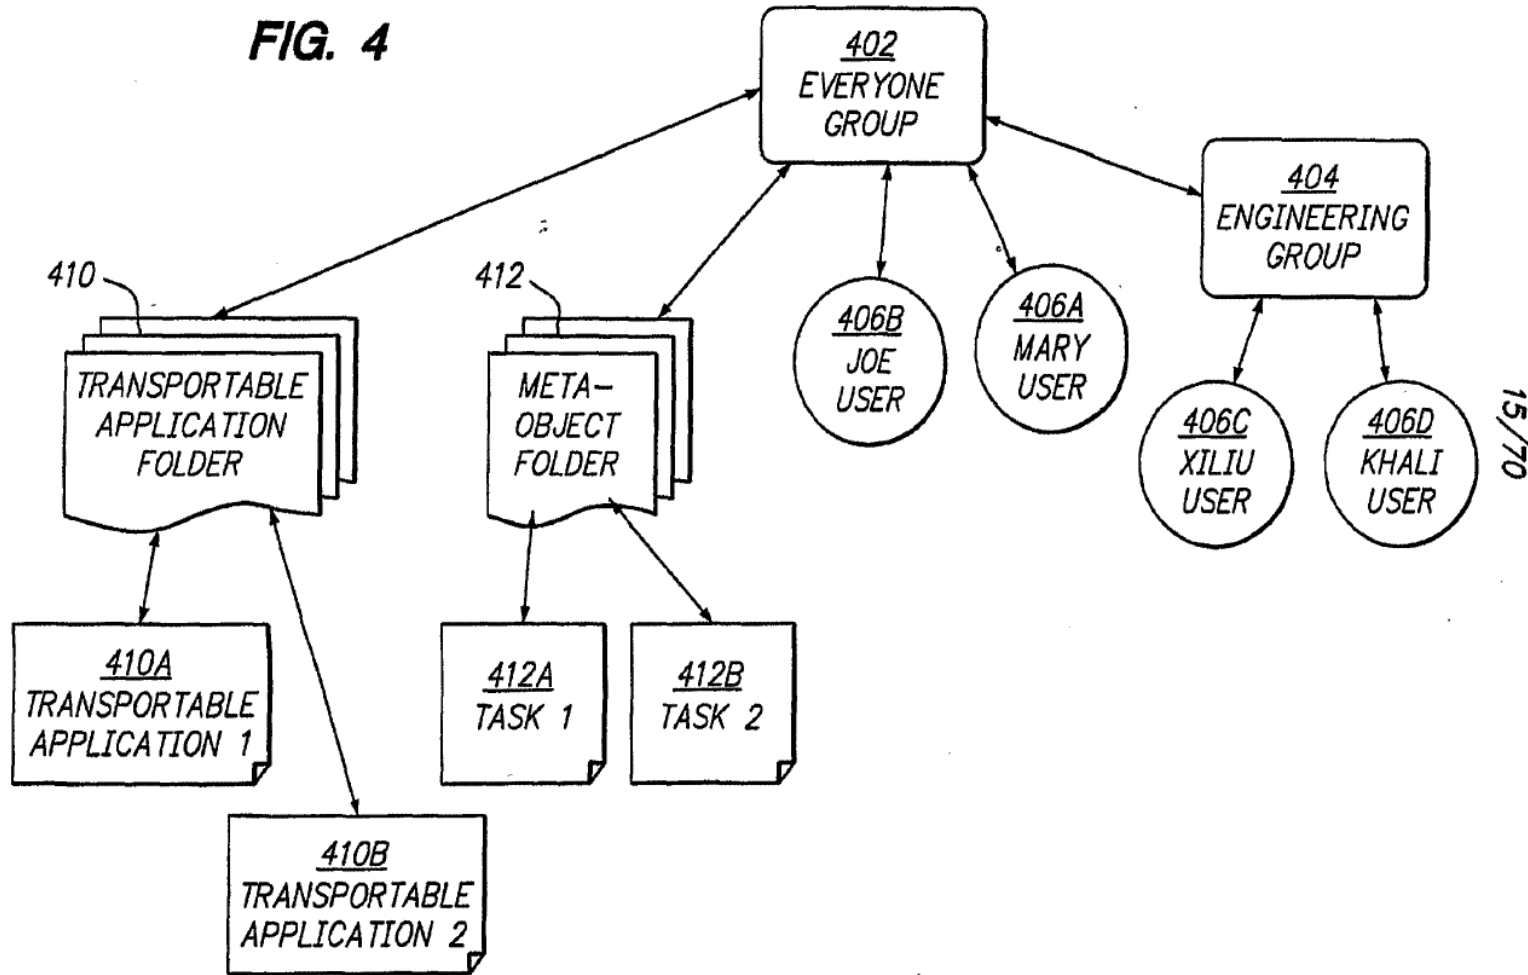 FIG. 4
402
EVERYONE
GROUP
404
ENGINEERING
GROUP
410
412
406B
JOE
USER
406A
MARY
USER
406C
XILIU
USER
406D
KHALI
USER
15/70
TRANSPORTABLE
APPLICATION
FOLDER
META-
OBJECT
FOLDER
410A
TRANSPORTABLE
APPLICATION 1
412A
TASK 1
412B
TASK 2
410B
TRANSPORTABLE
APPLICATION 2